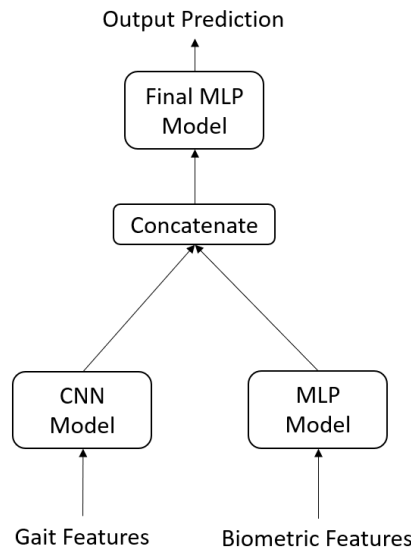 Output Prediction
Final MLP
Model
Concatenate
CNN
Model
MLP
Model
Gait Features
Biometric Features